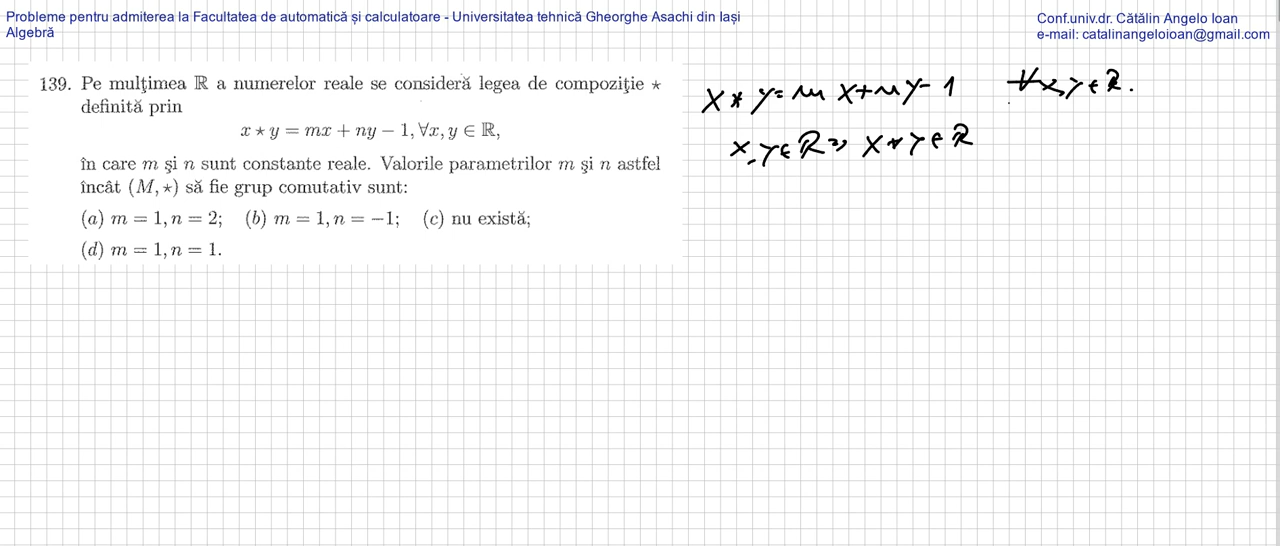 Probleme pentru admiterea la Facultatea de automatică și calculatoare - Universitatea tehnică Gheorghe Asachi din Iași
Algebră
Conf.univ.dr. Cătălin Angelo Ioan
e-mail: catalinangeloioan@gmail.com
139. Pe mulţimea ℝ a numerelor reale se consideră legea de compoziţie ⋆
definită prin
x ⋆ y = mx + ny − 1, ∀x, y ∈ ℝ,
în care m şi n sunt constante reale. Valorile parametrilor m şi n astfel
încât (M, ⋆) să fie grup comutativ sunt:
(a) m = 1, n = 2; (b) m = 1, n = −1; (c) nu există;
(d) m = 1, n = 1.
x * y = m x + n y − 1 ∀ x, y ∈ ℝ.
x, y ∈ ℝ ⇒ x * y ∈ ℝ